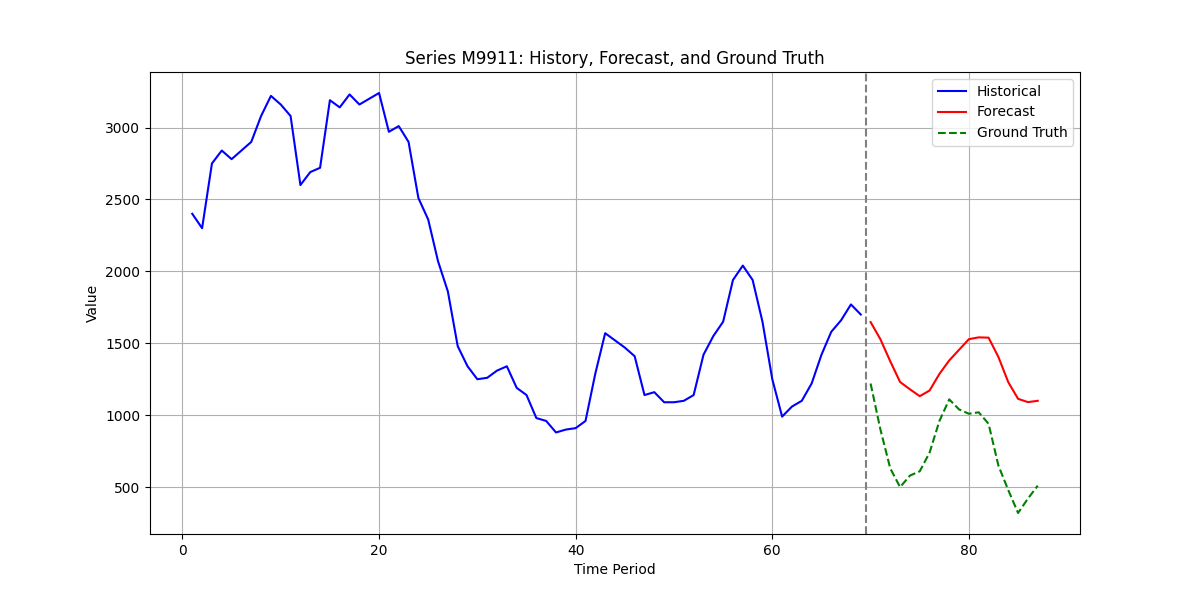 Series M9911: History, Forecast, and Ground Truth
Historical
Forecast
Ground Truth
Value
3000
2500
2000
1500
1000
500
0
20
40
60
80
Time Period